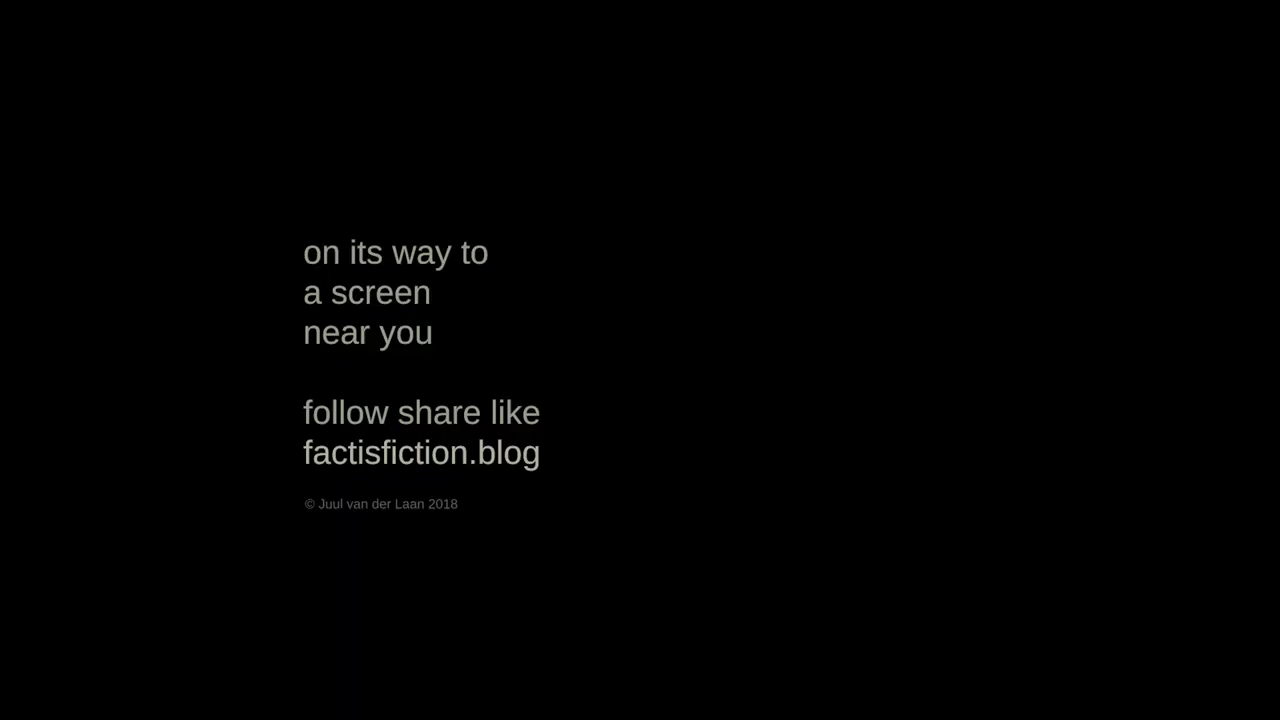 on its way to
a screen
near you
follow share like
factisfiction.blog
© Juul van der Laan 2018